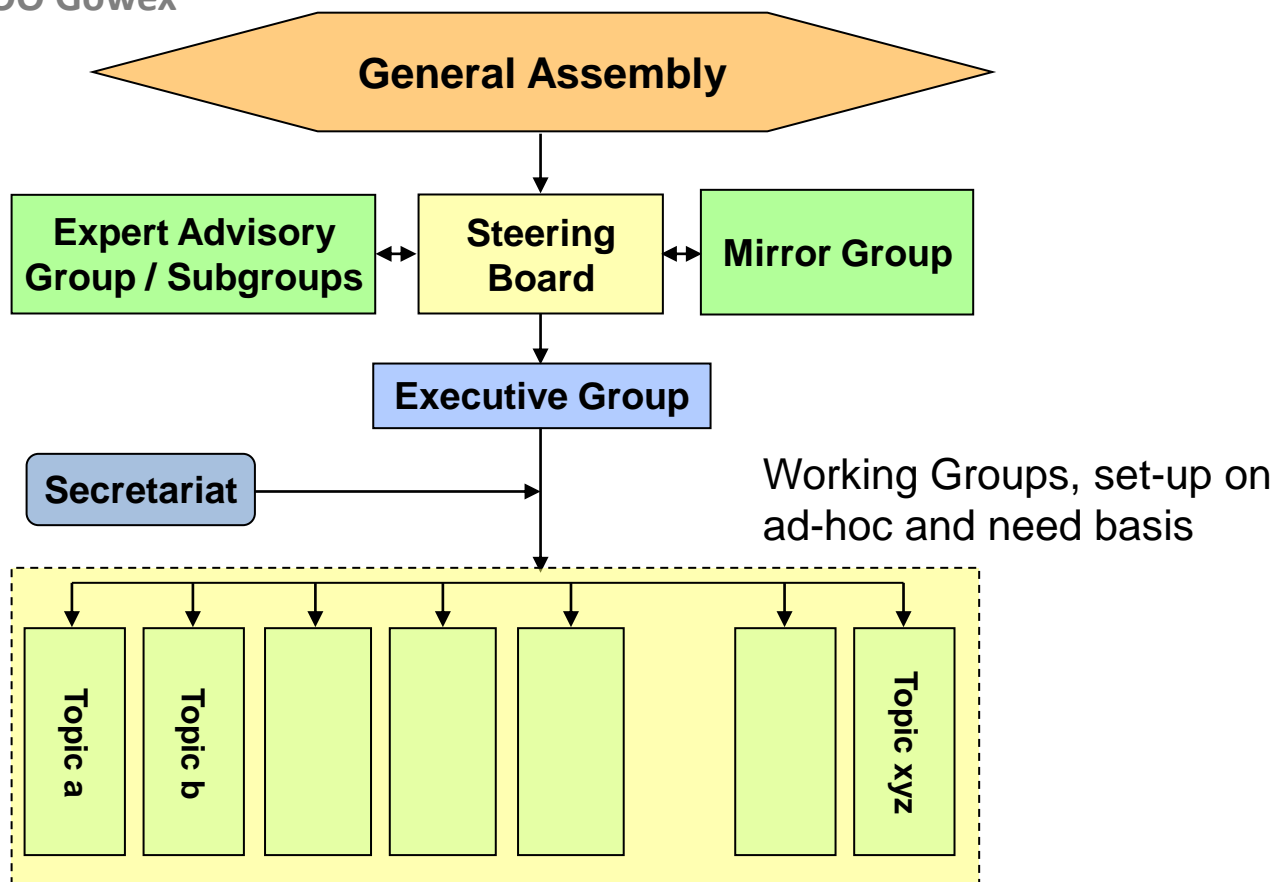 Gowex
General Assembly
Expert Advisory
Group / Subgroups
Steering
Board
Mirror Group
Executive Group
Secretariat
Working Groups, set-up on
ad-hoc and need basis
Topic a
Topic b
Topic xyz